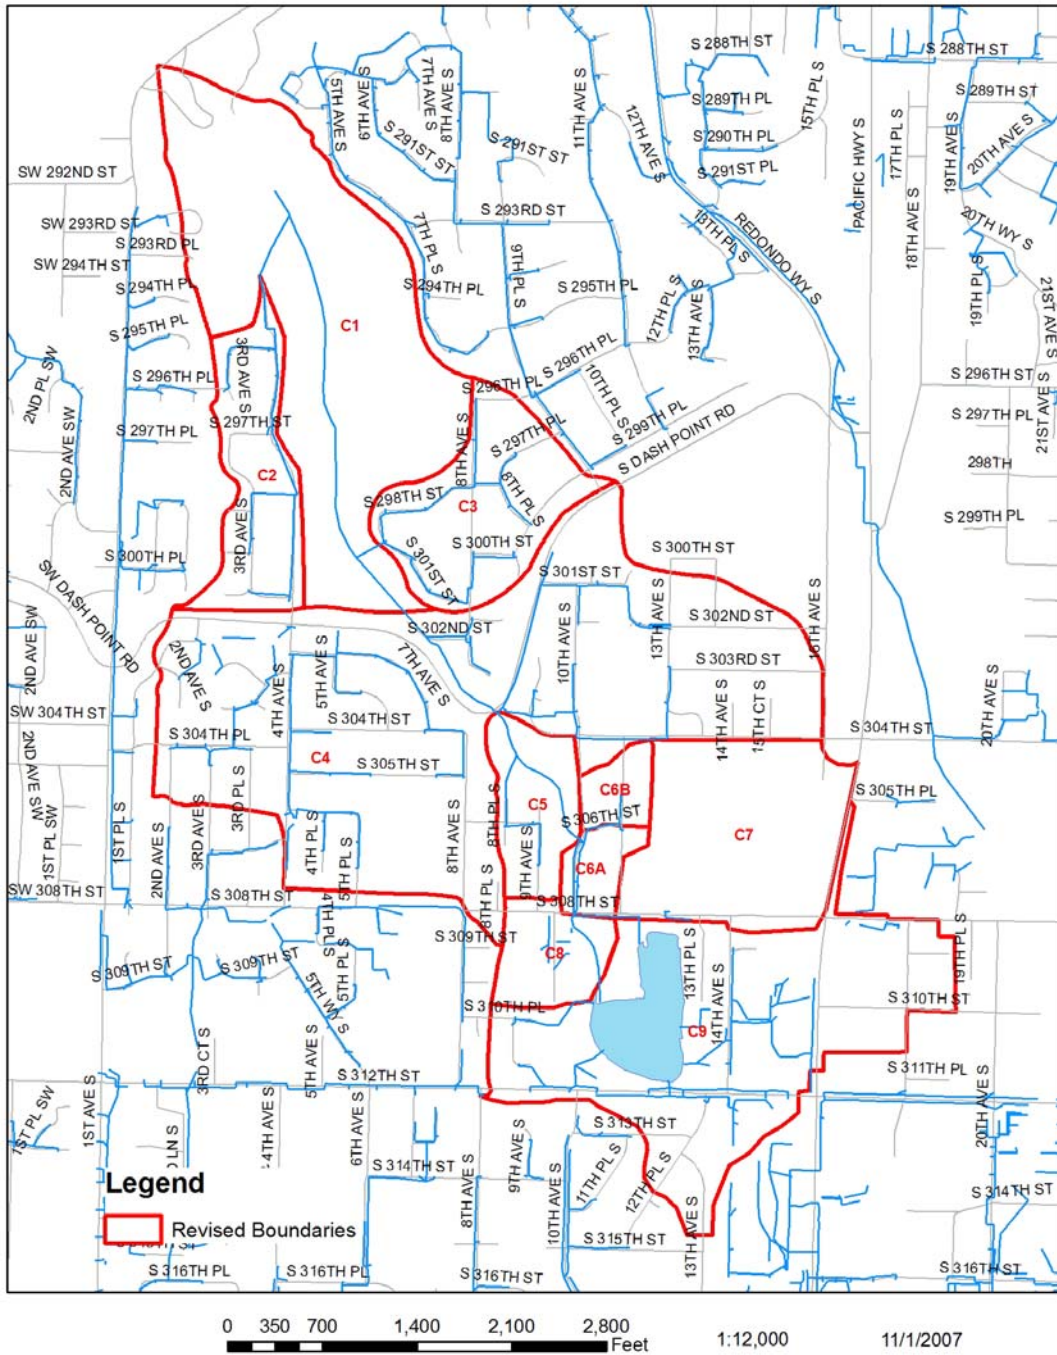 S 288TH ST
S 288TH ST
5TH AVE S
6TH AVE S
7TH AVE S
8TH AVE S
11TH AVE S
12TH AVE S
S 289TH PL
15TH PL S
S 289TH ST
S 290TH PL
S 291ST PL
S 291ST ST
S 291ST ST
PACIFIC HWY S
17TH PL S
18TH AVE S
19TH AVE S
20TH AVE S
SW 292ND ST
SW 293RD ST
S 293RD PL
SW 294TH ST
S 294TH PL
S 295TH PL
S 293RD ST
7TH PL S
9TH PL S
S 294TH PL
S 295TH PL
13TH PL S
REDONDO WY S
20TH WY S
19TH PL S
21ST AVE S
12TH PL S
13TH AVE S
C1
2ND PL SW
2ND AVE SW
S 296TH PL
3RD AVE S
S 297TH ST
S 297TH PL
S 296TH PL
S 296TH PL
10TH PL S
S 299TH PL
S DASH POINT RD
S 296TH ST
S 297TH PL
21ST AVE S
298TH
S 299TH PL
8TH AVE S
S 297TH PL
C2
S 298TH ST
C3
8TH PL S
3RD AVE S
S 300TH PL
SW DASH POINT RD
S 301ST ST
S 300TH ST
S 301ST ST
S 300TH ST
13TH AVE S
16TH AVE S
S 302ND ST
S 302ND ST
S 303RD ST
2ND AVE SW
2ND AVE S
4TH AVE S
5TH AVE S
7TH AVE S
10TH AVE S
14TH AVE S
15TH CT S
20TH AVE S
SW 304TH ST
S 304TH PL
S 304TH ST
S 304TH ST
C4
S 305TH ST
C5
C6B
S 306TH ST
C7
S 305TH PL
2ND AVE SW
1ST PL SW
1ST PL S
2ND AVE S
3RD AVE S
3RD PL S
4TH PL S
5TH PL S
8TH AVE S
8TH PL S
9TH AVE S
C6A
SW 308TH ST
S 308TH ST
4TH PL S
8TH PL S
S 308TH ST
S 309TH ST
S 309TH ST
S 309TH ST
5TH WY S
5TH PL S
C8
13TH PL S
14TH AVE S
19TH PL S
S 310TH PL
S 310TH ST
C9
3RD CT S
5TH AVE S
S 312TH ST
S 311TH PL
1ST PL SW
1ST AVE S
LN S
4TH AVE S
6TH AVE S
S 314TH ST
8TH AVE S
9TH AVE S
10TH AVE S
11TH PL S
S 313TH ST
12TH PL S
13TH AVE S
S 315TH ST
20TH AVE S
S 314TH ST
Legend
Revised Boundaries
S 316TH PL
S 316TH PL
S 316TH ST
S 316TH ST
0 350 700 1,400 2,100 2,800
Feet
1:12,000
11/1/2007